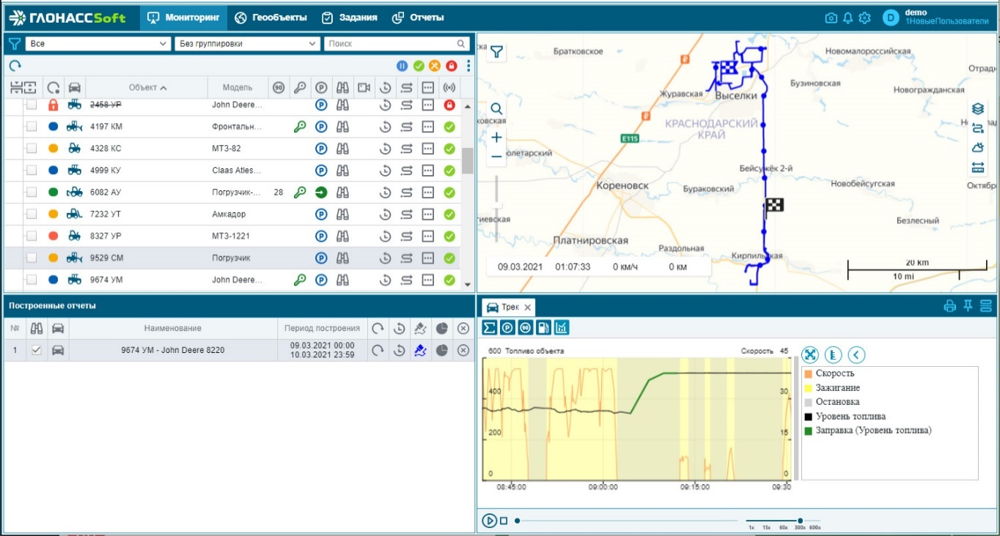 ГЛОНАССSoft
Мониторинг
Геообъекты
Задания
Отчеты
demo
D
1НовыеПользователи
Все
Без группировки
Поиск
Объект
Модель
90
P
2458 УР John Deere...
4197 КМ Фронтальн...
4328 КС МТЗ-82
4999 КУ Claas Atles...
6082 АУ Погрузчик-... 28
7232 УТ Амкадор
8327 УР МТЗ-1221
9529 СМ Погрузчик
9674 УМ John Deere...
Братковское
Новомалороссийская
Отрадн
Бузиновская
Новогражданская
Журавская
Выселки
КРАСНОДАРСКИЙ
КРАЙ
E115
Бейсужёк 2-й
Новобейсугская
Октябр
Кореновск
Бураковский
Безлесный
Платнировская
Раздольная
Кирпильская
09.03.2021 01:07:33 0 км/ч 0 км
20 km
10 mi
Построенные отчеты
№ Наименование Период построения
1 9674 УМ - John Deere 8220 09.03.2021 00:00
10.03.2021 23:59
Трек
600 Топливо объекта Скорость 45
400 30
200 15
0 0
08:45:00 09:00:00 09:15:00 09:30
Скорость
Зажигание
Остановка
Уровень топлива
Заправка (Уровень топлива)
1x 15x 60x 300x 600x